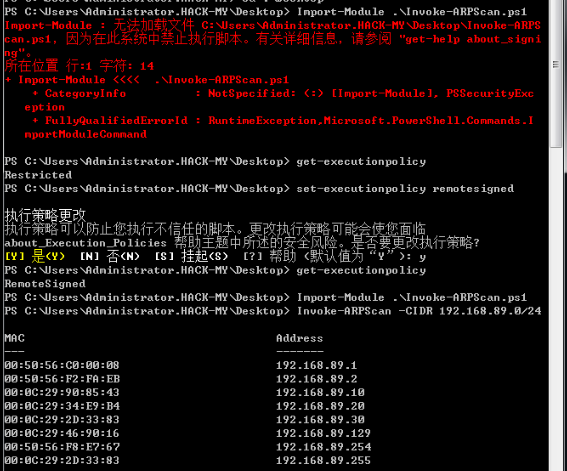 PS C:\Users\Administrator.HACK-MY\Desktop> Import-Module .\Invoke-ARPScan.ps1
Import-Module : 无法加载文件 C:\Users\Administrator.HACK-MY\Desktop\Invoke-ARPS
can.ps1，因为在此系统中禁止执行脚本。有关详细信息，请参阅 "get-help about_signi
ng"。
所在位置 行:1 字符: 14
+ Import-Module <<<<  .\Invoke-ARPScan.ps1
+ CategoryInfo          : NotSpecified: (:) [Import-Module], PSSecurityExc
eption
+ FullyQualifiedErrorId : RuntimeException,Microsoft.PowerShell.Commands.I
mportModuleCommand
PS C:\Users\Administrator.HACK-MY\Desktop> get-executionpolicy
Restricted
PS C:\Users\Administrator.HACK-MY\Desktop> set-executionpolicy remotesigned
执行策略更改
执行策略可以防止您执行不信任的脚本。更改执行策略可能会使您面临
about_Execution_Policies 帮助主题中所述的安全风险。是否要更改执行策略?
[Y] 是(Y)  [N] 否(N)  [S] 挂起(S)  [?] 帮助 (默认值为“Y”): y
PS C:\Users\Administrator.HACK-MY\Desktop> get-executionpolicy
RemoteSigned
PS C:\Users\Administrator.HACK-MY\Desktop> Import-Module .\Invoke-ARPScan.ps1
PS C:\Users\Administrator.HACK-MY\Desktop> Invoke-ARPScan -CIDR 192.168.89.0/24
MAC Address
--- -------
00:50:56:C0:00:08 192.168.89.1
00:50:56:F2:FA:EB 192.168.89.2
00:0C:29:90:85:43 192.168.89.10
00:0C:29:34:E9:B4 192.168.89.20
00:0C:29:2D:33:83 192.168.89.30
00:0C:29:46:90:16 192.168.89.129
00:50:56:F8:E7:67 192.168.89.254
00:0C:29:2D:33:83 192.168.89.255